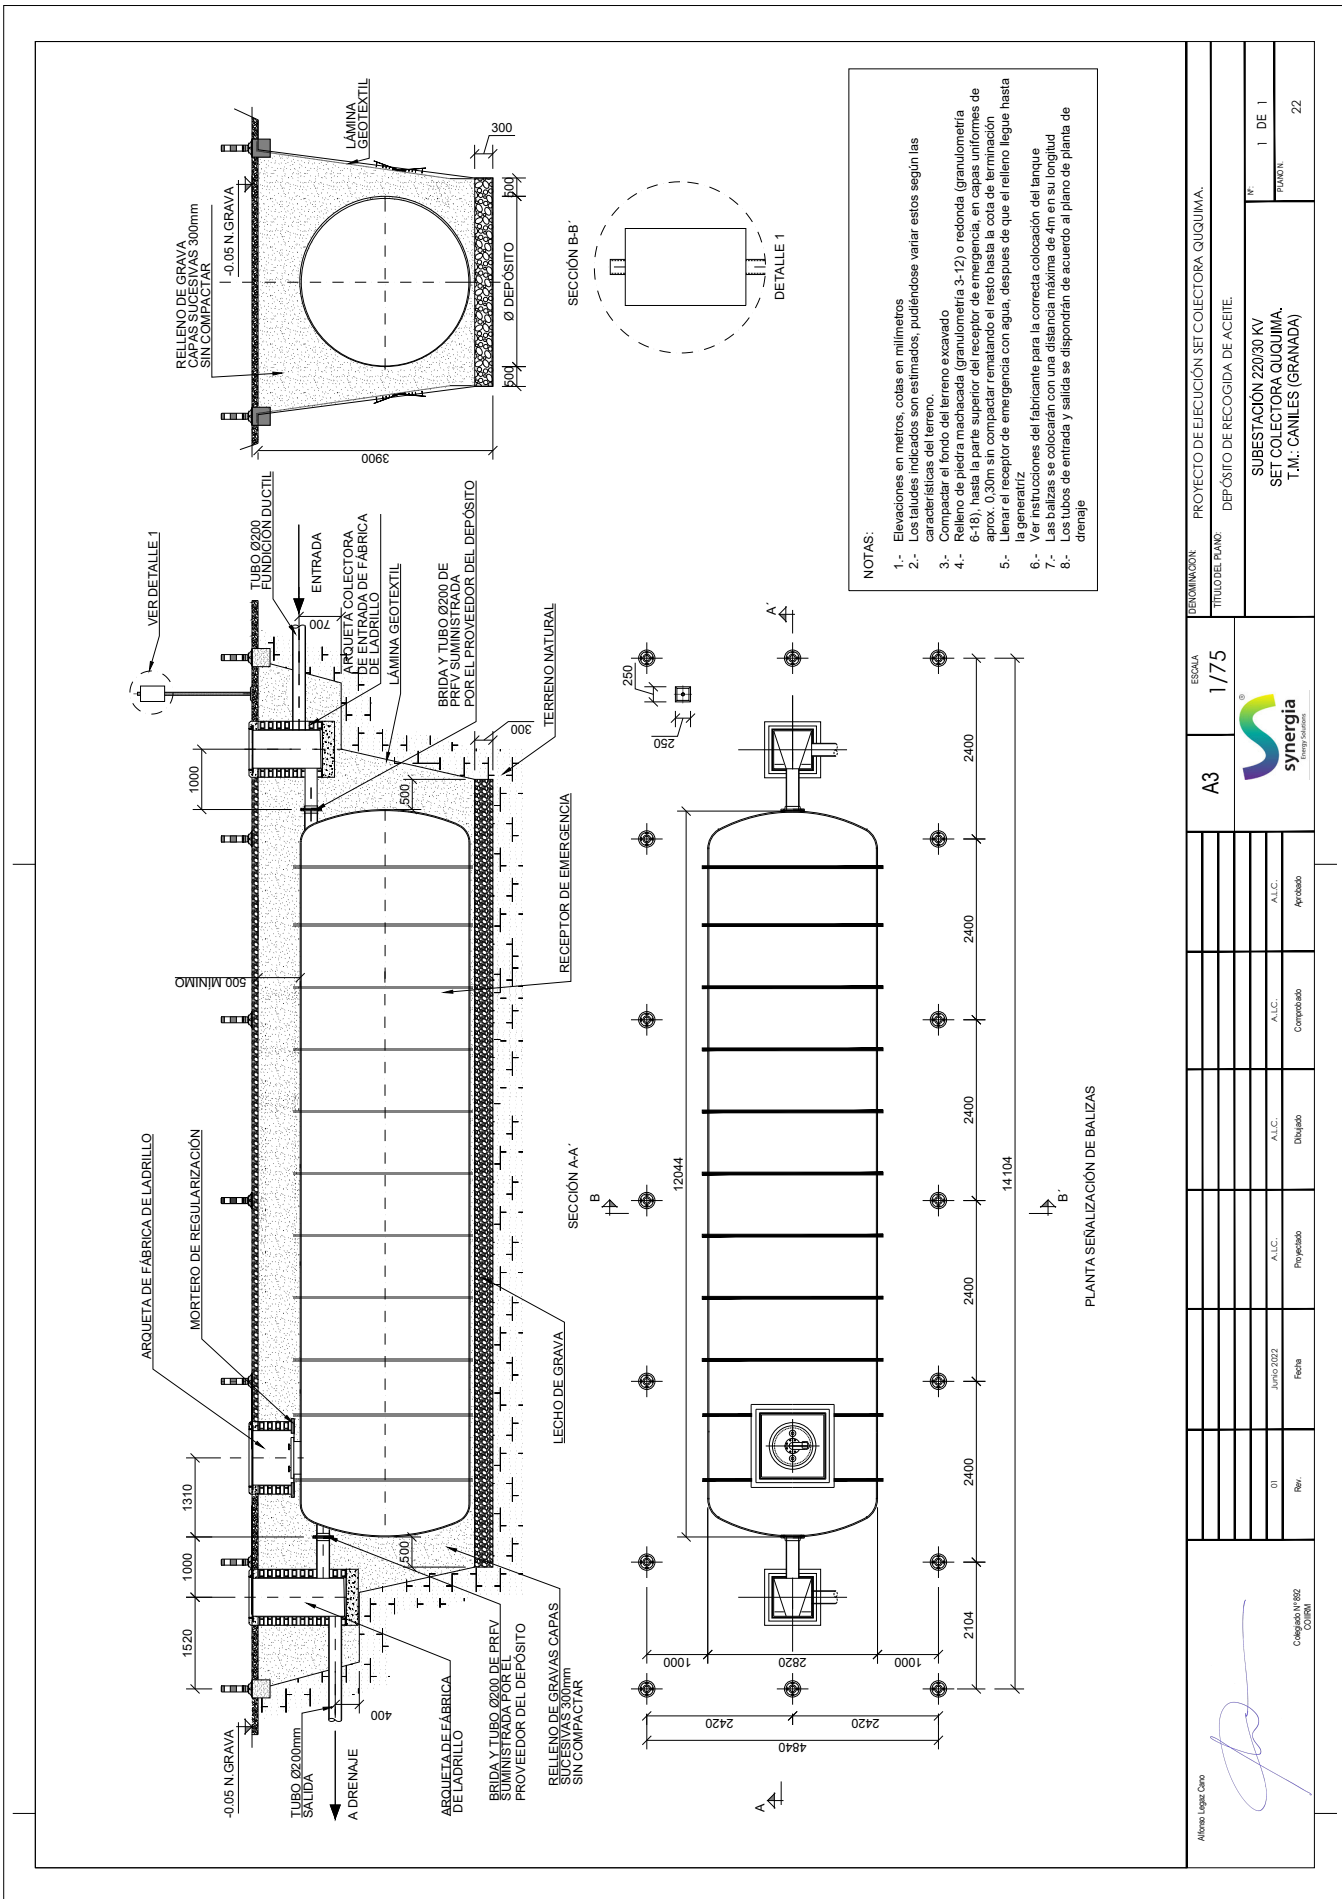 VER DETALLE 1
ARQUETA DE FÁBRICA DE LADRILLO
MORTERO DE REGULARIZACIÓN
-0.05 N.GRAVA
1520
1000
1310
500 MÍNIMO
1000
TUBO Ø200
FUNDICIÓN DUCTIL
ENTRADA
700
ARQUETA COLECTORA
DE ENTRADA DE FÁBRICA
DE LADRILLO
LÁMINA GEOTEXTIL
BRIDA Y TUBO Ø200 DE
PRFV SUMINISTRADA
POR EL PROVEEDOR DEL DEPÓSITO
300
TERRENO NATURAL
500
500
TUBO Ø200mm
SALIDA
400
A DRENAJE
ARQUETA DE FÁBRICA
DE LADRILLO
BRIDA Y TUBO Ø200 DE PRFV
SUMINISTRADA POR EL
PROVEEDOR DEL DEPÓSITO
RELLENO DE GRAVAS CAPAS
SUCESIVAS 300mm
SIN COMPACTAR
LECHO DE GRAVA
RECEPTOR DE EMERGENCIA
SECCIÓN A-A´
RELLENO DE GRAVA
CAPAS SUCESIVAS 300mm
SIN COMPACTAR
-0.05 N.GRAVA
LÁMINA
GEOTEXTIL
3900
300
500
Ø DEPÓSITO
500
SECCIÓN B-B´
DETALLE 1
B
B´
A
A´
12044
250
250
1000
2820
1000
2420
2420
4840
2104
2400
2400
2400
2400
2400
14104
PLANTA SEÑALIZACIÓN DE BALIZAS
NOTAS:
1.- Elevaciones en metros, cotas en milímetros
2.- Los taludes indicados son estimados, pudiéndose variar estos según las
características del terreno.
3.- Compactar el fondo del terreno excavado
4.- Relleno de piedra machacada (granulometría 3-12) o redonda (granulometría
6-18), hasta la parte superior del receptor de emergencia, en capas uniformes de
aprox. 0,30m sin compactar rematando el resto hasta la cota de terminación
5.- Llenar el receptor de emergencia con agua, despues de que el relleno llegue hasta
la generatriz
6.- Ver instrucciones del fabricante para la correcta colocación del tanque
7.- Las balizas se colocarán con una distancia máxima de 4m en su longitud
8.- Los tubos de entrada y salida se dispondrán de acuerdo al plano de planta de
drenaje
Alfonso Legaz Cano
Colegiado Nº 892
COIIRM
01
Junio 2022
A.L.C.
A.L.C.
A.L.C.
A.L.C.
Rev.
Fecha
Proyectado
Dibujado
Comprobado
Aprobado
A3
ESCALA
1/75
synergia
Energy Solutions
®
DENOMINACIÓN:
PROYECTO DE EJECUCIÓN SET COLECTORA QUQUIMA.
TÍTULO DEL PLANO:
DEPÓSITO DE RECOGIDA DE ACEITE.
SUBESTACIÓN 220/30 KV
SET COLECTORA QUQUIMA.
T.M.: CANILES (GRANADA)
Nº:
1 DE 1
PLANO N.
22